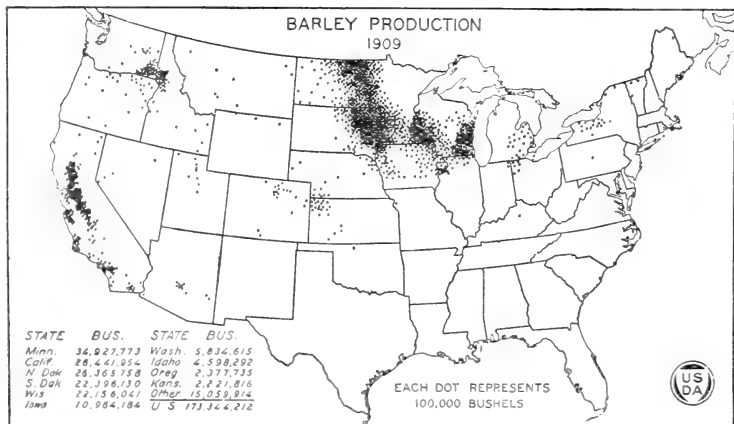 BARLEY PRODUCTION
1909
STATE BUS. STATE BUS.
Minn. 34,927,773 Wash. 5,834,615
Calif. 26,441,954 Idaho 4,598,292
N Dak 26,365,758 Oreg 2,377,735
S. Dak 22,396,130 Kans. 2,221,816
Wis 22,156,041 Other 15,059,914
Iowa 10,964,184 U S 173,344,212
EACH DOT REPRESENTS
100,000 BUSHELS
US
DA